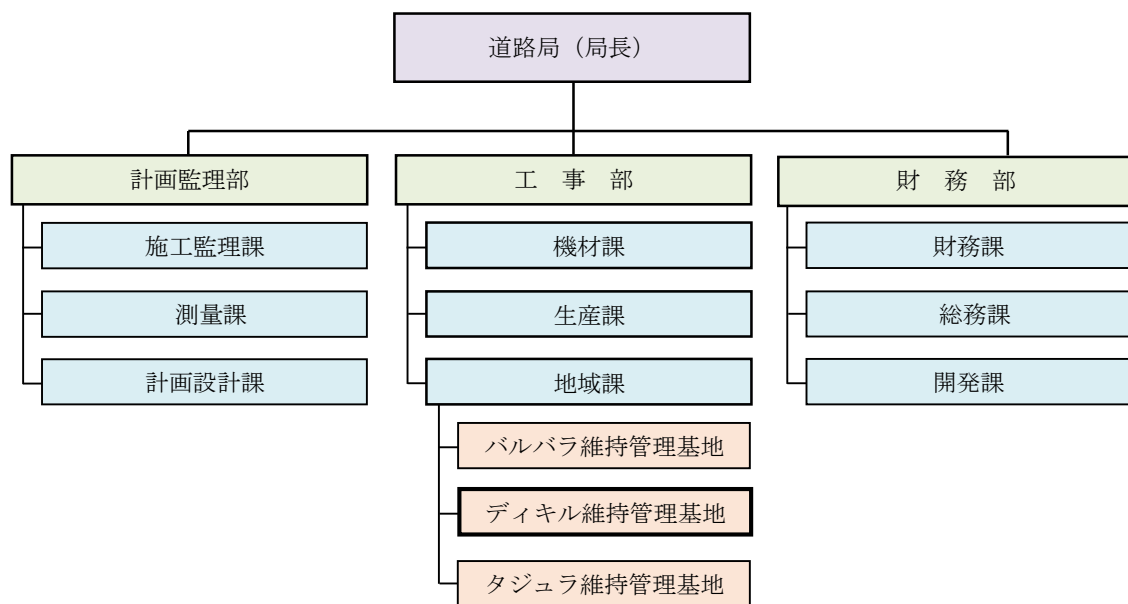 道路局（局長）
計画監理部
施工監理課
測量課
計画設計課
工　事　部
機材課
生産課
地域課
バルバラ維持管理基地
ディキル維持管理基地
タジュラ維持管理基地
財　務　部
財務課
総務課
開発課